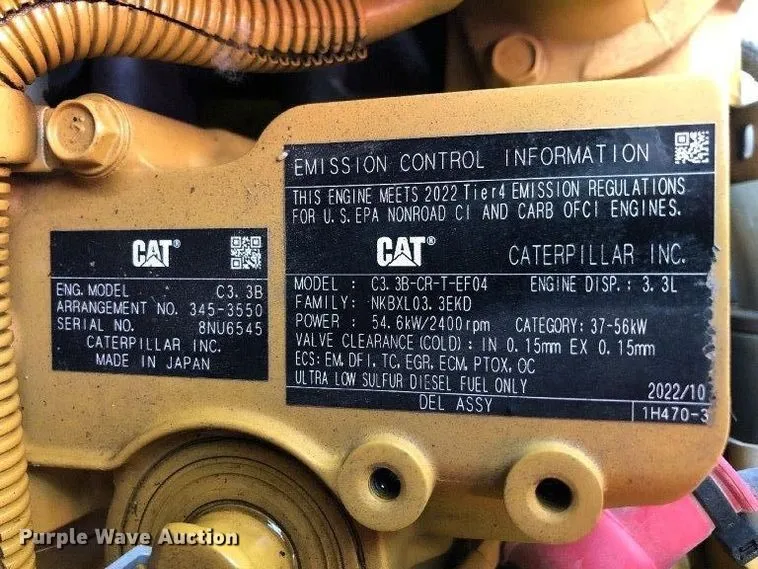 CAT®
ENG. MODEL C3.3B
ARRANGEMENT NO. 345-3550
SERIAL NO. 8NU6545
CATERPILLAR INC.
MADE IN JAPAN
EMISSION CONTROL INFORMATION
THIS ENGINE MEETS 2022 Tier4 EMISSION REGULATIONS
FOR U.S.EPA NONROAD CI AND CARB OFCI ENGINES.
CAT® CATERPILLAR INC.
MODEL : C3.3B-CR-T-EF04 ENGINE DISP.: 3.3L
FAMILY: NKBXL03.3EKD
POWER : 54.6kW/2400rpm CATEGORY: 37-56kW
VALVE CLEARANCE(COLD): IN 0.15mm EX 0.15mm
ECS: EM, DFI, TC, EGR, ECM, PTOX, OC
ULTRA LOW SULFUR DIESEL FUEL ONLY 2022/10
DEL ASSY 1H470-3
Purple Wave Auction